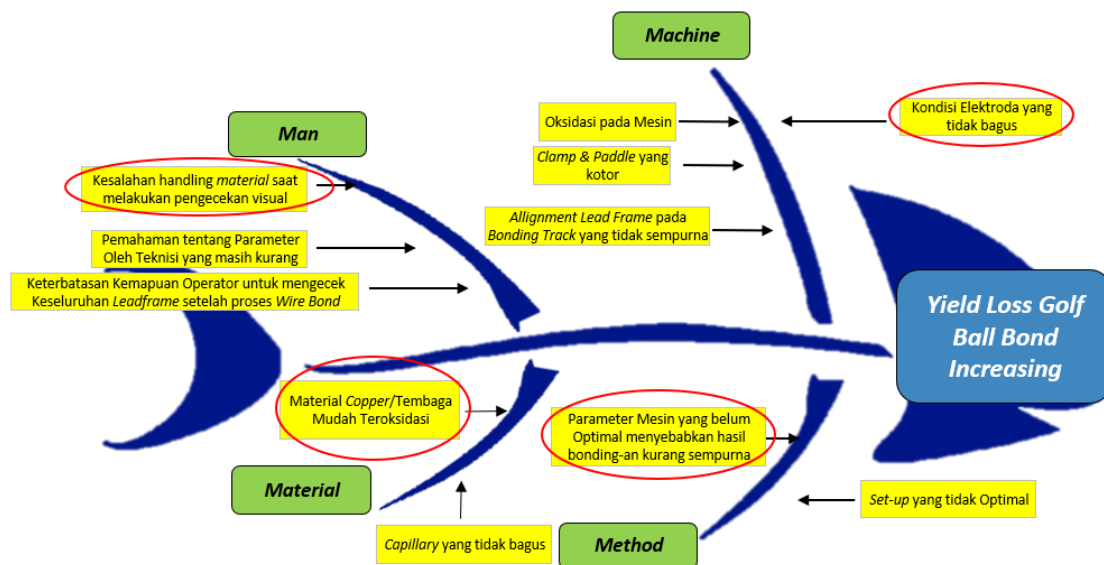 Machine
Oksidasi pada Mesin
Kondisi Elektroda yang
tidak bagus
Clamp & Paddle yang
kotor
Allignment Lead Frame pada
Bonding Track yang tidak sempurna
Man
Kesalahan handling material saat
melakukan pengecekan visual
Pemahaman tentang Parameter
Oleh Teknisi yang masih kurang
Keterbatasan Kemapuan Operator untuk mengecek
Keseluruhan Leadframe setelah proses Wire Bond
Yield Loss Golf
Ball Bond
Increasing
Material Copper/Tembaga
Mudah Teroksidasi
Material
Capillary yang tidak bagus
Parameter Mesin yang belum
Optimal menyebabkan hasil
bonding-an kurang sempurna
Set-up yang tidak Optimal
Method